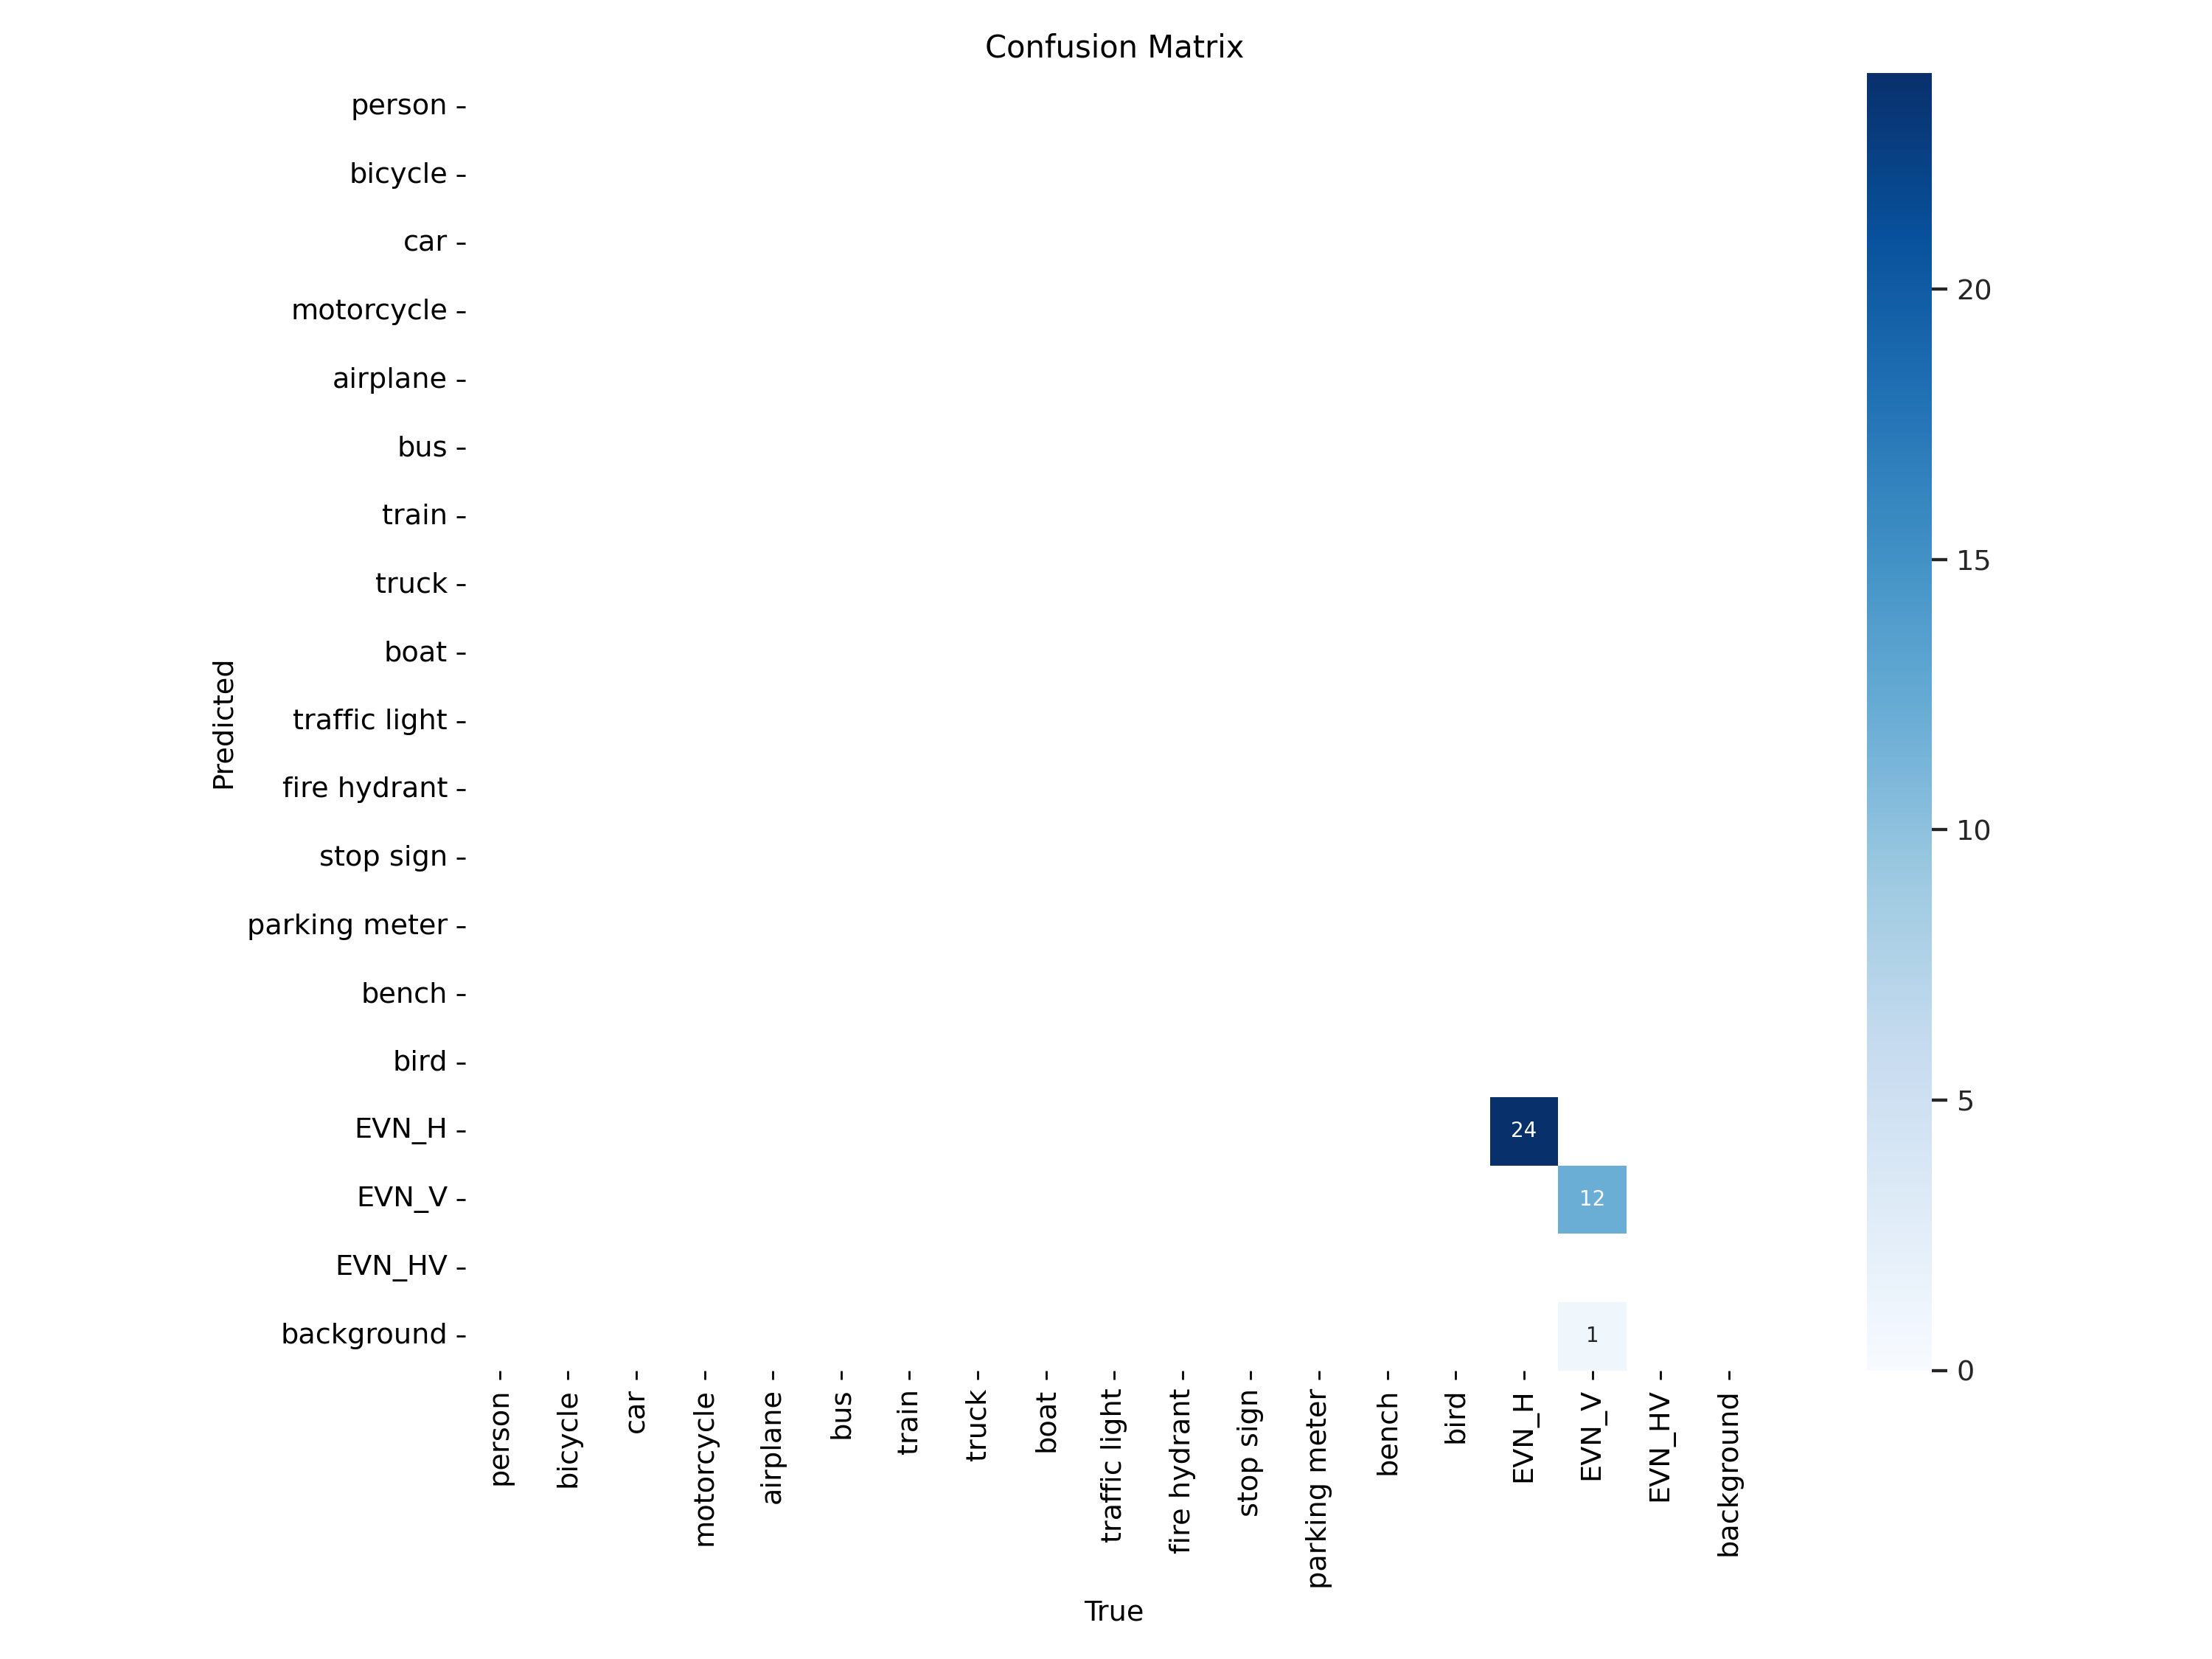 Confusion Matrix
person
bicycle
car
motorcycle
airplane
bus
train
truck
boat
traffic light
fire hydrant
stop sign
parking meter
bench
bird
EVN_H
EVN_V
EVN_HV
background
Predicted
24
12
1
person
bicycle
car
motorcycle
airplane
bus
train
truck
boat
traffic light
fire hydrant
stop sign
parking meter
bench
bird
EVN_H
EVN_V
EVN_HV
background
True
20
15
10
5
0